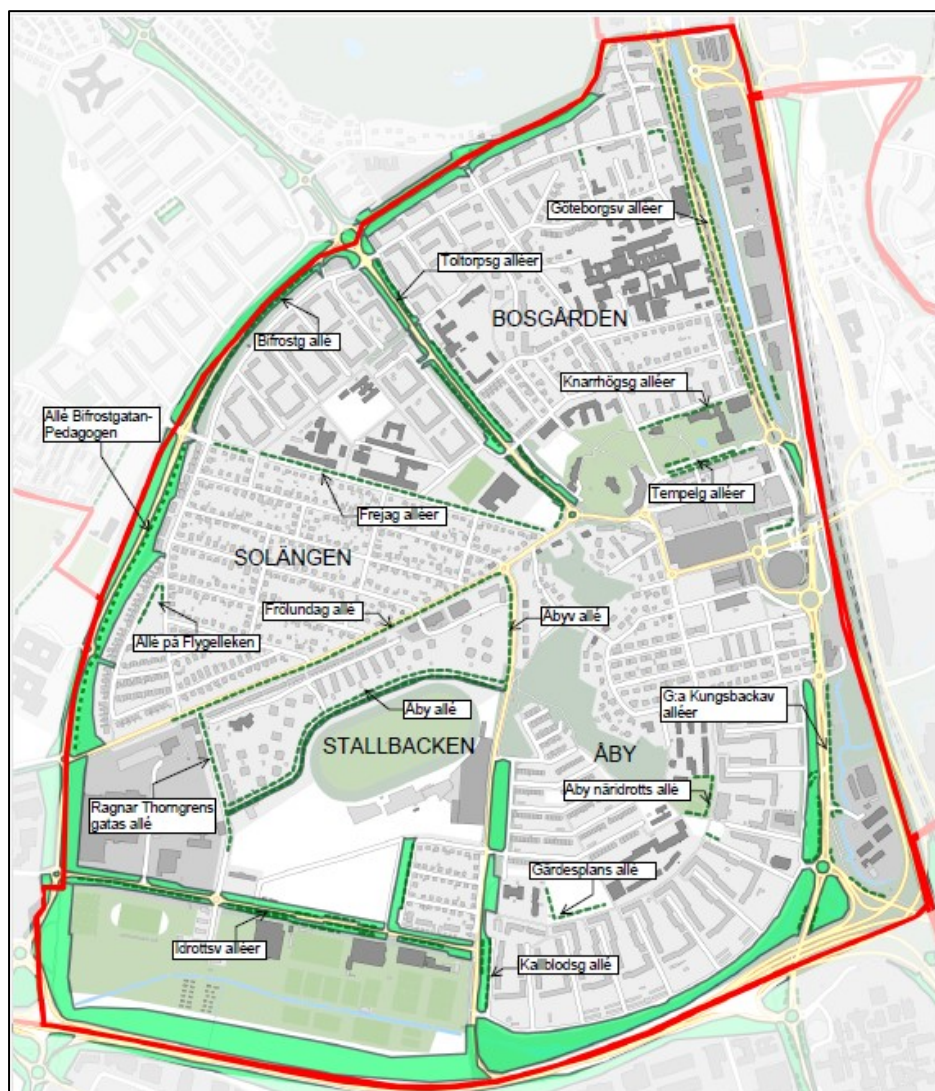 Göteborgsv alléer
Toltorpsg alléer
BOSGÅRDEN
Bifrostg allé
Knarrhögsg alléer
Allé Bifrostgatan-
Pedagogen
Tempelg alléer
Frejag alléer
SOLÄNGEN
Frölundag allé
Åbyv allé
Allé på Flygelleken
Åby allé
G:a Kungsbackav
alléer
STALLBACKEN
ÅBY
Åby näridrotts allé
Ragnar Thorngrens
gatas allé
Gärdesplans allé
Idrottsv alléer
Kallblodsg allé